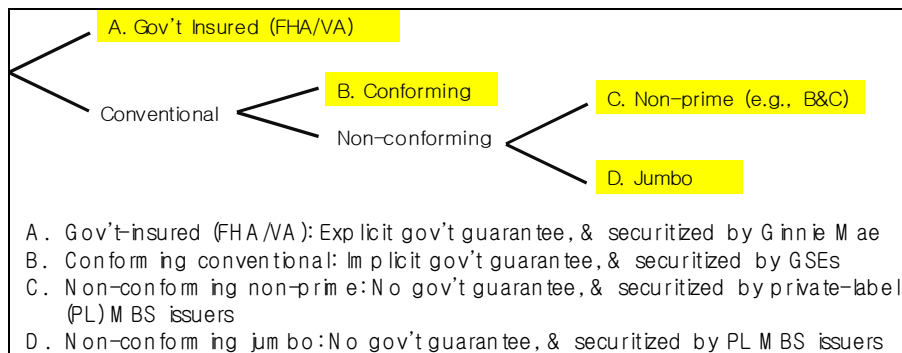 A. Gov't Insured (FHA/VA)
B. Conforming
C. Non-prime (e.g., B&C)
Conventional
Non-conforming
D. Jumbo
A. Gov't-insured (FHA/VA): Explicit gov't guarantee, & securitized by Ginnie Mae
B. Conforming conventional: Implicit gov't guarantee, & securitized by GSEs
C. Non-conforming non-prime: No gov't guarantee, & securitized by private-label
(PL) MBS issuers
D. Non-conforming jumbo: No gov't guarantee, & securitized by PL MBS issuers